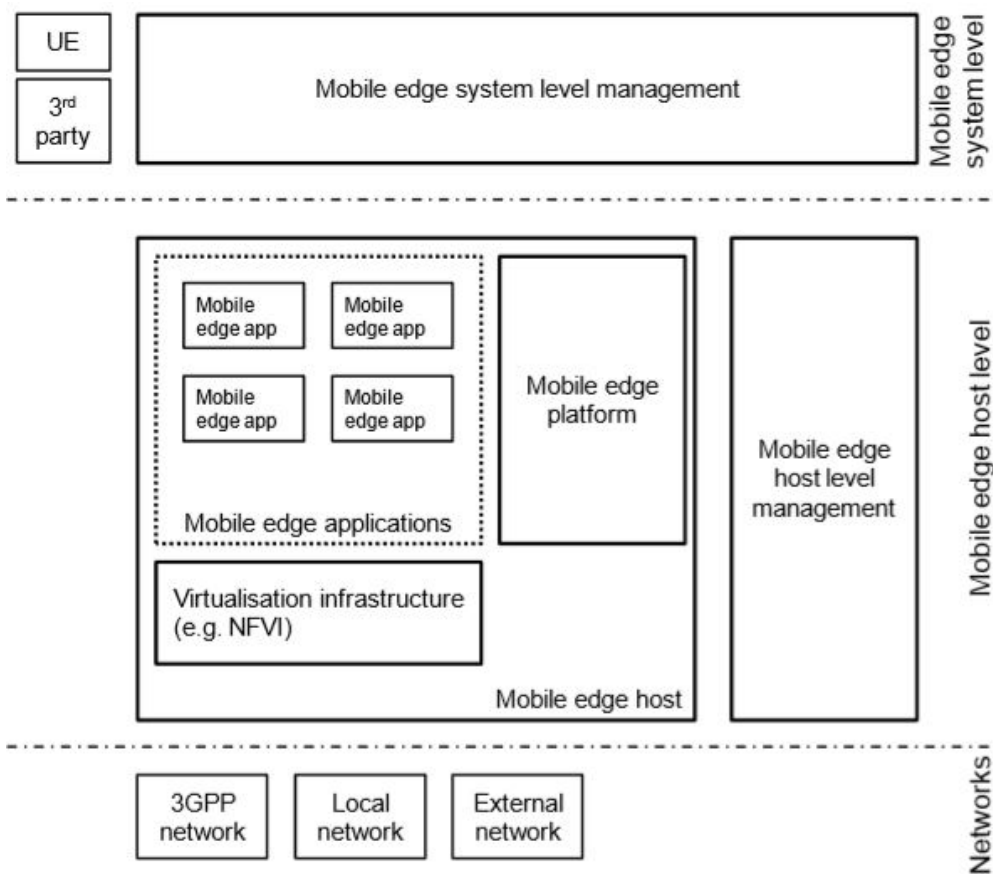 UE
3rd
party
Mobile edge system level management
Mobile edge
system level
Mobile
edge app
Mobile
edge app
Mobile
edge app
Mobile
edge app
Mobile edge applications
Mobile edge
platform
Virtualisation infrastructure
(e.g. NFVI)
Mobile edge host
Mobile edge
host level
management
Mobile edge host level
3GPP
network
Local
network
External
network
Networks